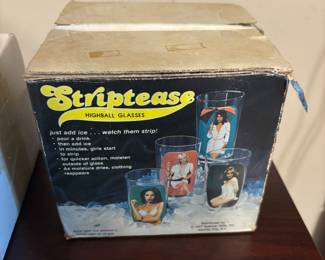 Striptease
HIGHBALL GLASSES
just add ice . . . watch them strip!
• pour a drink
• then add ice
• in minutes, girls start
to strip
• for quicker action, moisten
outside of glass
• As moisture dries, clothing
reappears